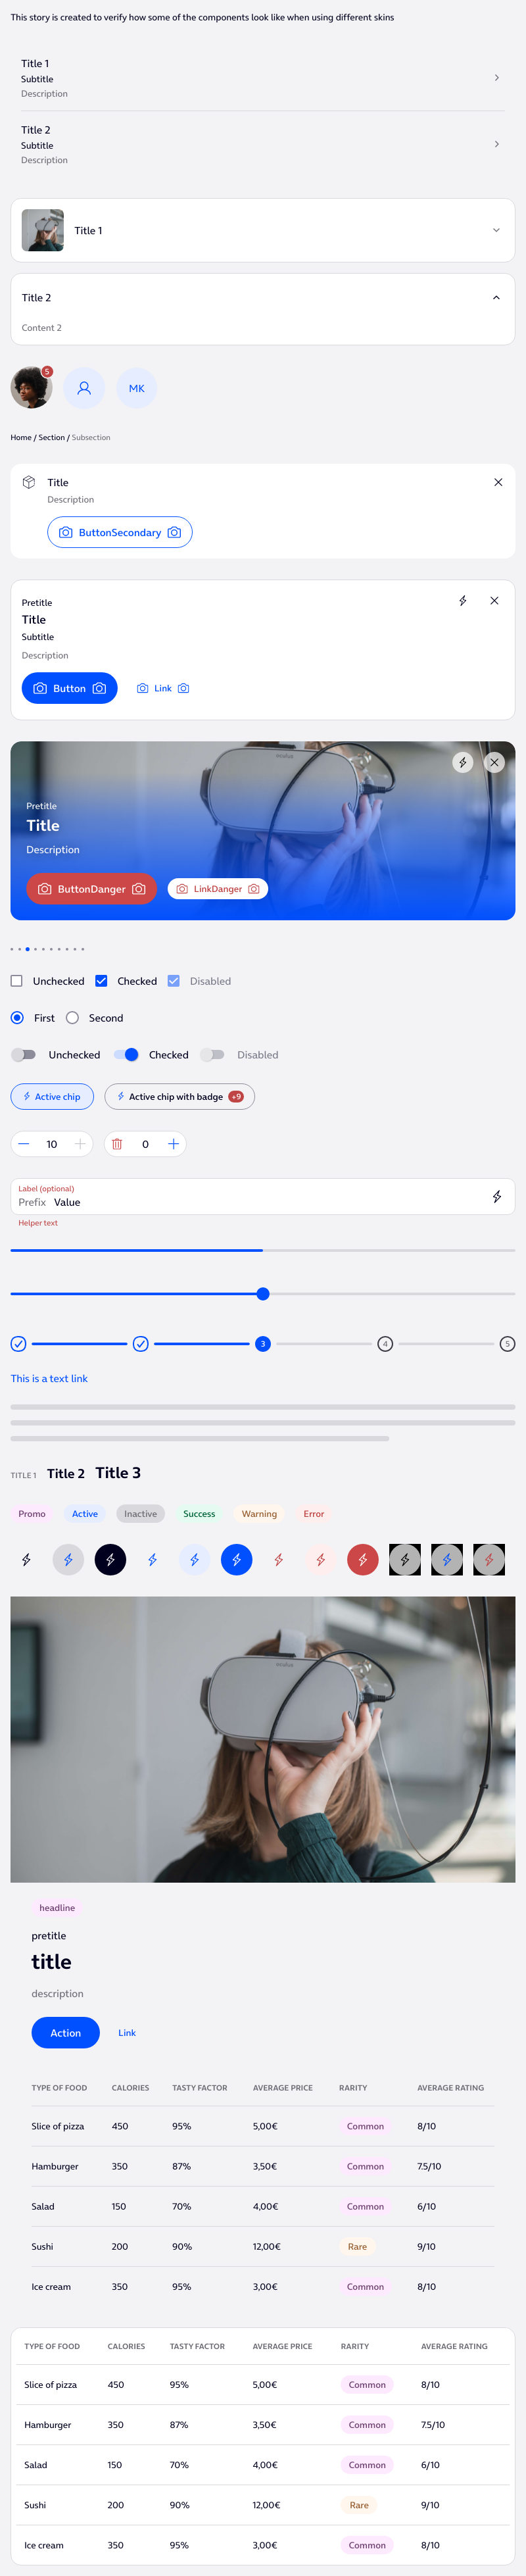 This story is created to verify how some of the components look like when using different skins
Title 1
Subtitle
Description
Title 2
Subtitle
Description
Title 1
Title 2
Content 2
5
MK
Home / Section / Subsection
Title
Description
ButtonSecondary
Pretitle
Title
Subtitle
Description
Button Link
Pretitle
Title
Description
ButtonDanger LinkDanger
Unchecked Checked Disabled
First Second
Unchecked Checked Disabled
Active chip Active chip with badge +9
10 0
Label (optional)
Prefix Value
Helper text
3 4 5
This is a text link
TITLE 1 Title 2 Title 3
Promo Active Inactive Success Warning Error
oculus
headline
pretitle
title
description
Action Link
TYPE OF FOOD CALORIES TASTY FACTOR AVERAGE PRICE RARITY AVERAGE RATING
Slice of pizza 450 95% 5,00€ Common 8/10
Hamburger 350 87% 3,50€ Common 7.5/10
Salad 150 70% 4,00€ Common 6/10
Sushi 200 90% 12,00€ Rare 9/10
Ice cream 350 95% 3,00€ Common 8/10
TYPE OF FOOD CALORIES TASTY FACTOR AVERAGE PRICE RARITY AVERAGE RATING
Slice of pizza 450 95% 5,00€ Common 8/10
Hamburger 350 87% 3,50€ Common 7.5/10
Salad 150 70% 4,00€ Common 6/10
Sushi 200 90% 12,00€ Rare 9/10
Ice cream 350 95% 3,00€ Common 8/10